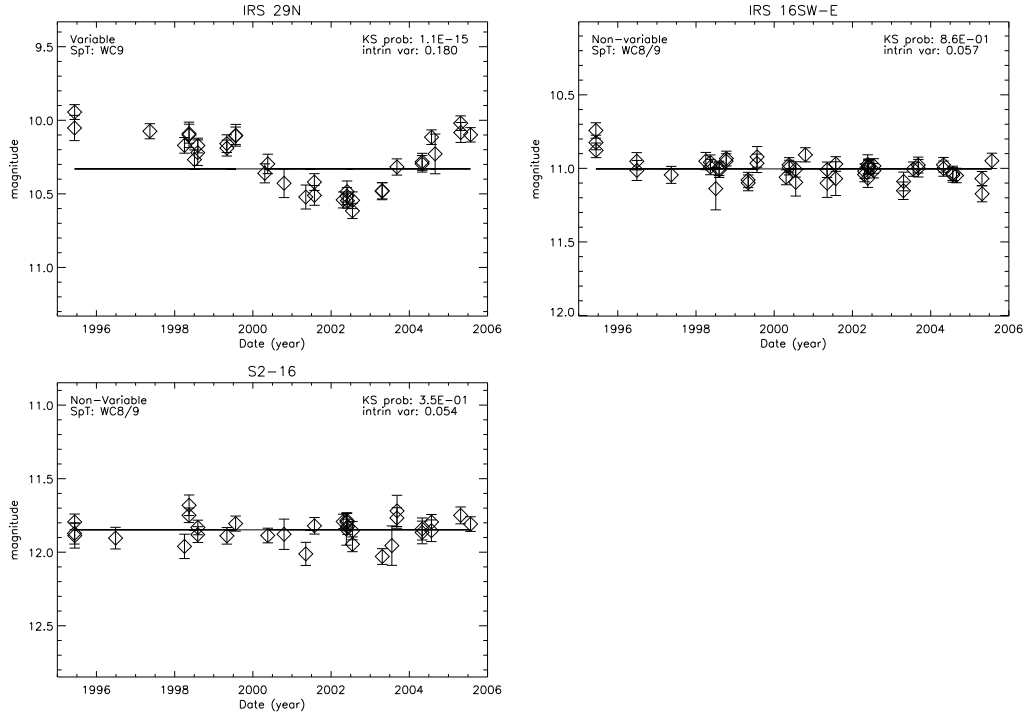 IRS 29N
Variable
SpT: WC9
KS prob: 1.1E-15
intrin var: 0.180
magnitude
9.5
10.0
10.5
11.0
1996 1998 2000 2002 2004 2006
Date (year)
IRS 16SW-E
Non-variable
SpT: WC8/9
KS prob: 8.6E-01
intrin var: 0.057
magnitude
10.5
11.0
11.5
12.0
1996 1998 2000 2002 2004 2006
Date (year)
S2-16
Non-Variable
SpT: WC8/9
KS prob: 3.5E-01
intrin var: 0.054
magnitude
11.0
11.5
12.0
12.5
1996 1998 2000 2002 2004 2006
Date (year)